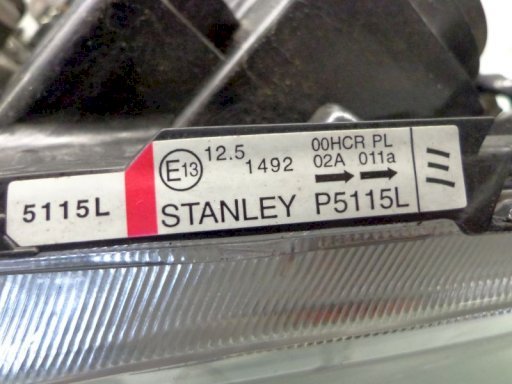 5115L
E13 12.5 1492 00HCR PL
02A 011a
STANLEY P5115L